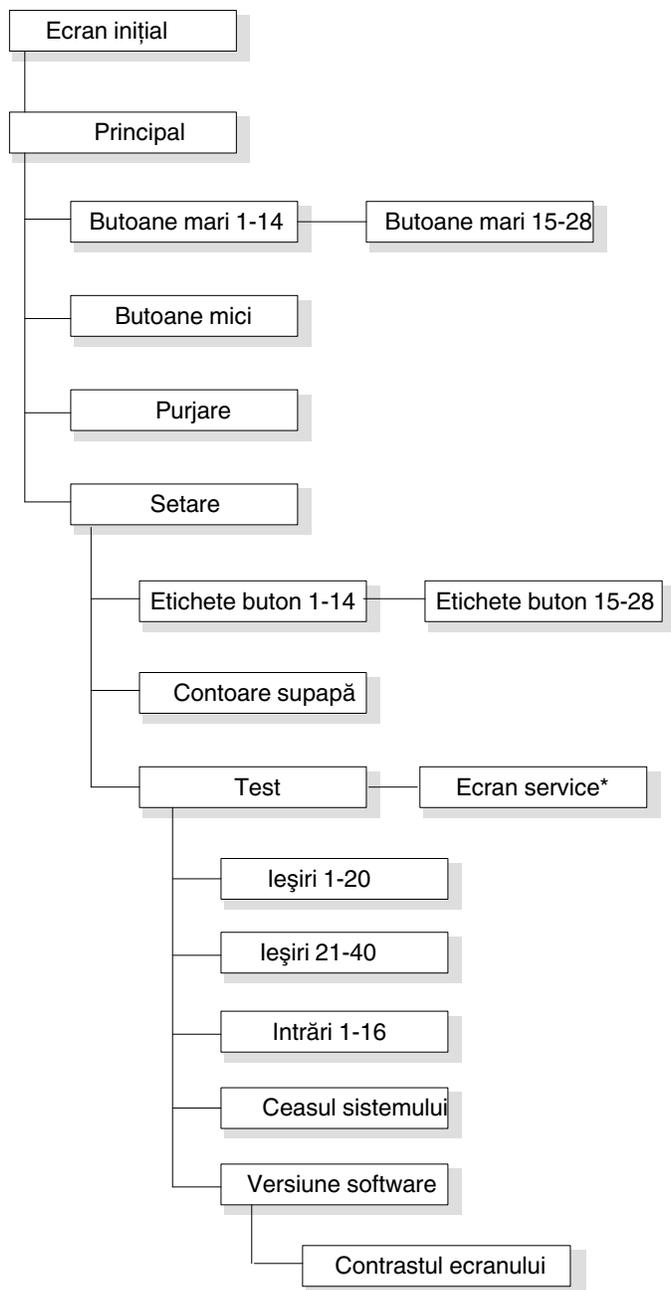 Ecran inițial
Principal
Butoane mari 1-14
Butoane mari 15-28
Butoane mici
Purjare
Setare
Etichete buton 1-14
Etichete buton 15-28
Contoare supapă
Test
Ecran service*
Ieşiri 1-20
Ieşiri 21-40
Intrări 1-16
Ceasul sistemului
Versiune software
Contrastul ecranului